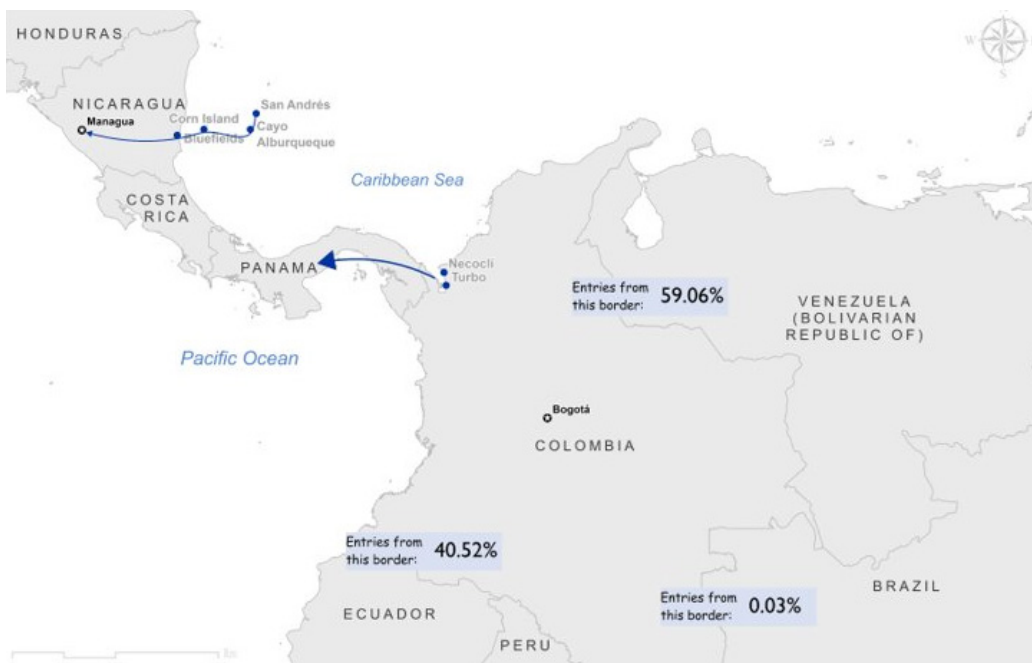 HONDURAS
W
S
NICARAGUA
Managua
Corn Island
Bluefields
San Andrés
Cayo
Alburqueque
Caribbean Sea
COSTA
RICA
PANAMA
Necocli
Turbo
Entries from
this border: 59.06%
VENEZUELA
(BOLIVARIAN
REPUBLIC OF)
Pacific Ocean
Bogotá
COLOMBIA
Entries from
this border: 40.52%
Entries from
this border: 0.03%
BRAZIL
ECUADOR
PERU
Km